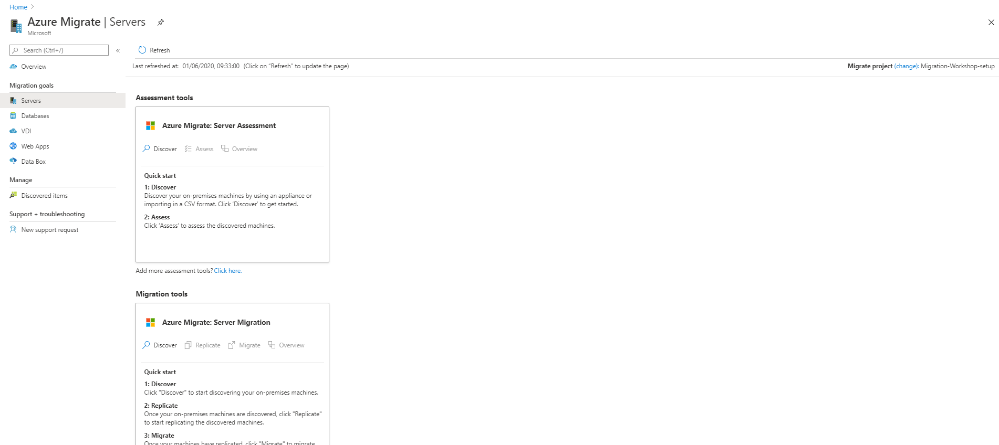 Home
Azure Migrate | Servers
Microsoft
Search (Ctrl+/)
«
Refresh
Overview
Last refreshed at: 01/06/2020, 09:33:00 (Click on “Refresh” to update the page)
Migrate project (change): Migration-Workshop-setup
Migration goals
Servers
Databases
VDI
Web Apps
Data Box
Manage
Discovered items
Support + troubleshooting
New support request
Assessment tools
Azure Migrate: Server Assessment
Discover Assess Overview
Quick start
1: Discover
Discover your on-premises machines by using an appliance or
importing in a CSV format. Click ‘Discover’ to get started.
2: Assess
Click ‘Assess’ to assess the discovered machines.
Add more assessment tools? Click here.
Migration tools
Azure Migrate: Server Migration
Discover Replicate Migrate Overview
Quick start
1: Discover
Click "Discover" to start discovering your on-premises machines.
2: Replicate
Once your on-premises machines are discovered, click "Replicate"
to start replicating the discovered machines.
3: Migrate
Once your machines have replicated, click "Migrate" to migrate